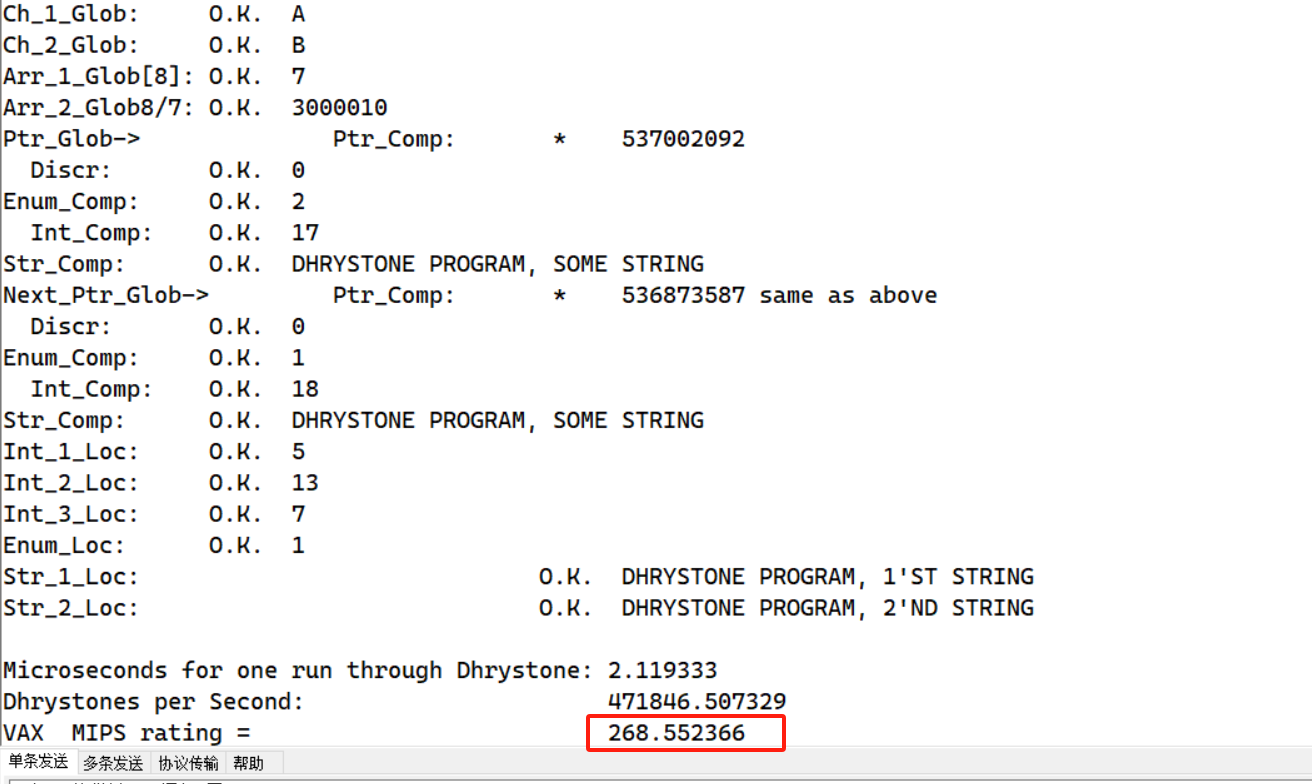 Ch_1_Glob: O.K. A
Ch_2_Glob: O.K. B
Arr_1_Glob[8]: O.K. 7
Arr_2_Glob8/7: O.K. 3000010
Ptr_Glob-> Ptr_Comp: * 537002092
Discr: O.K. 0
Enum_Comp: O.K. 2
Int_Comp: O.K. 17
Str_Comp: O.K. DHRYSTONE PROGRAM, SOME STRING
Next_Ptr_Glob-> Ptr_Comp: * 536873587 same as above
Discr: O.K. 0
Enum_Comp: O.K. 1
Int_Comp: O.K. 18
Str_Comp: O.K. DHRYSTONE PROGRAM, SOME STRING
Int_1_Loc: O.K. 5
Int_2_Loc: O.K. 13
Int_3_Loc: O.K. 7
Enum_Loc: O.K. 1
Str_1_Loc: O.K. DHRYSTONE PROGRAM, 1'ST STRING
Str_2_Loc: O.K. DHRYSTONE PROGRAM, 2'ND STRING
Microseconds for one run through Dhrystone: 2.119333
Dhrystones per Second: 471846.507329
VAX MIPS rating = 268.552366
单条发送 多条发送 协议传输 帮助